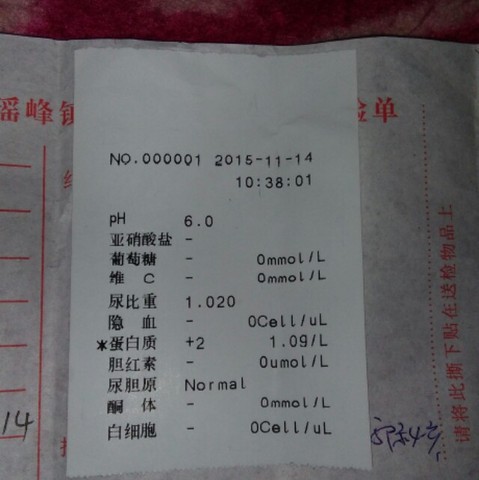 瑶峰镇
验单
NO.000001 2015-11-14
10:38:01
pH 6.0
亚硝酸盐 -
葡萄糖 - 0mmol/L
维 C - 0mmol/L
尿比重 1.020
隐 血 - 0Cell/uL
*蛋白质 +2 1.0g/L
胆红素 - 0umol/L
尿胆原 Normal
酮 体 - 0mmol/L
白细胞 - 0Cell/uL
14
请将此撕下贴在送检物品上